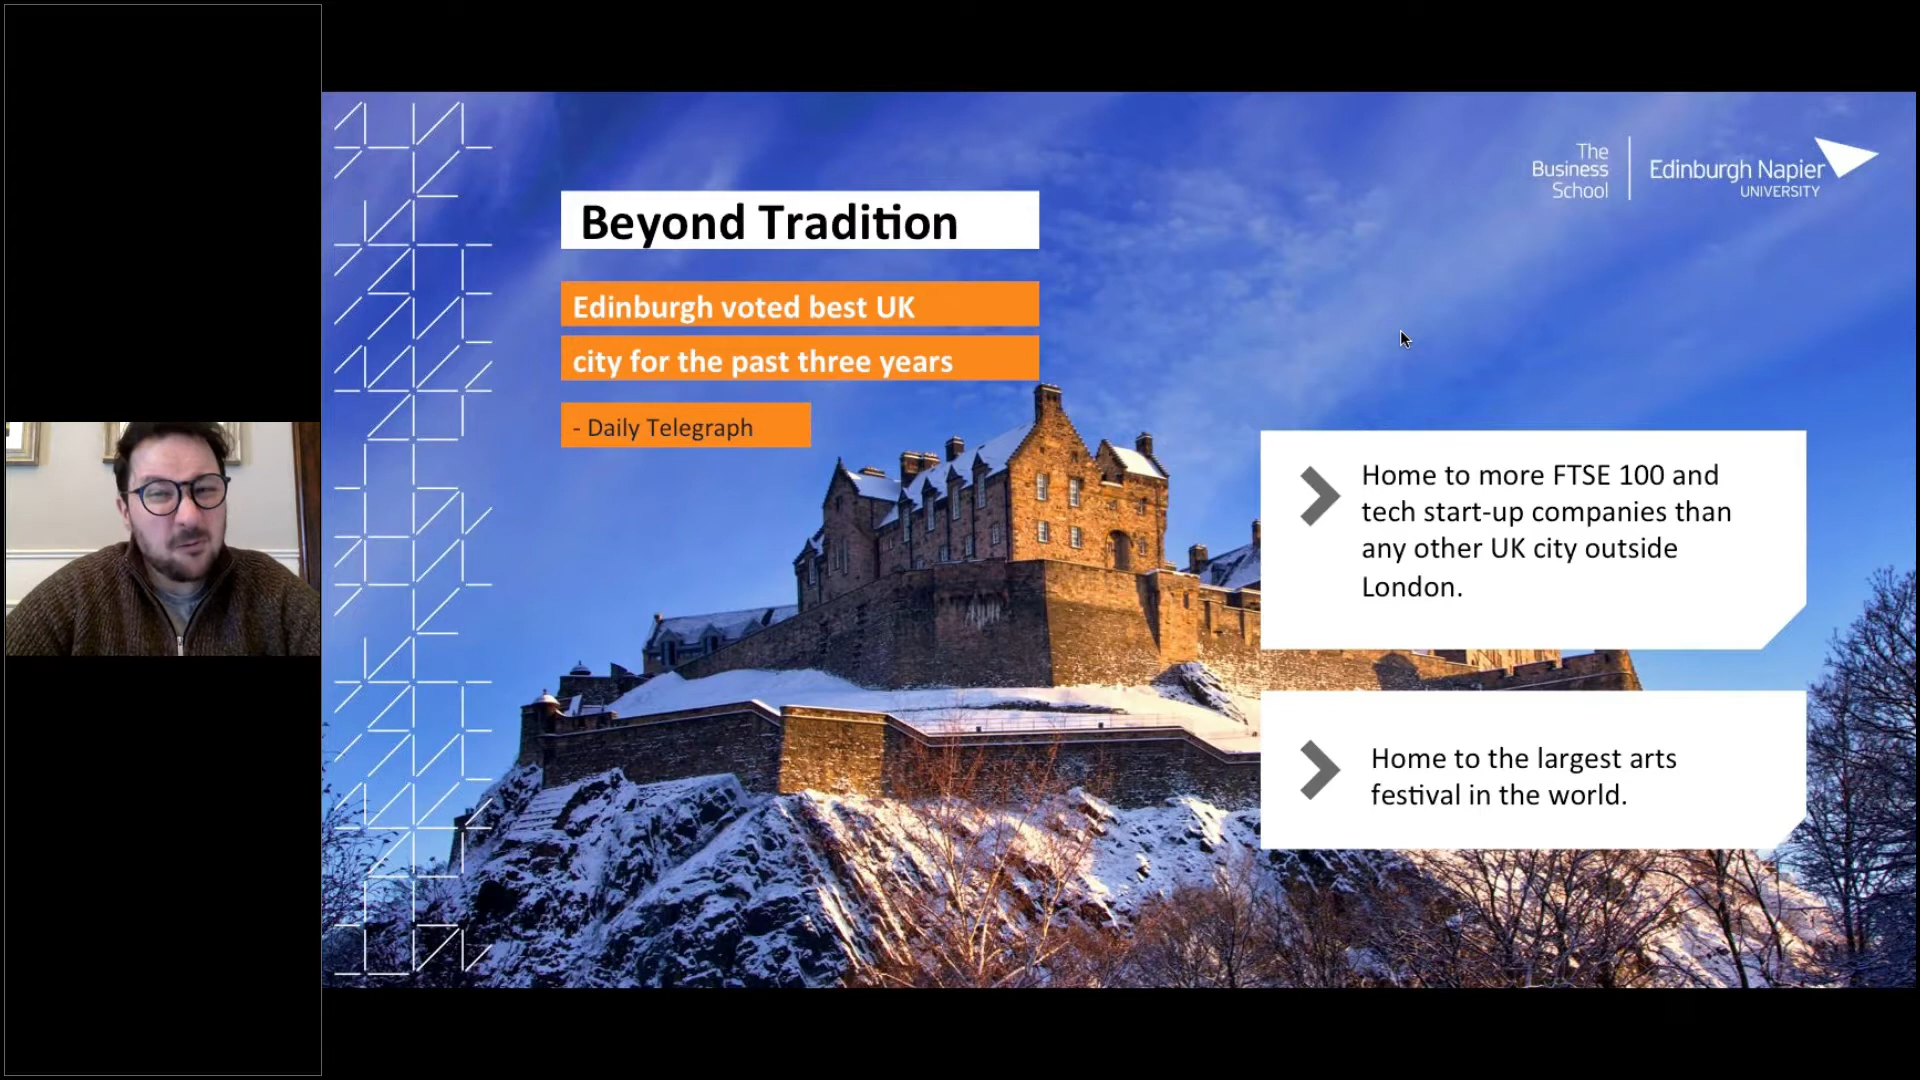 The
Business
School
Edinburgh Napier
UNIVERSITY
Beyond Tradition
Edinburgh voted best UK
city for the past three years
- Daily Telegraph
Home to more FTSE 100 and
tech start-up companies than
any other UK city outside
London.
Home to the largest arts
festival in the world.